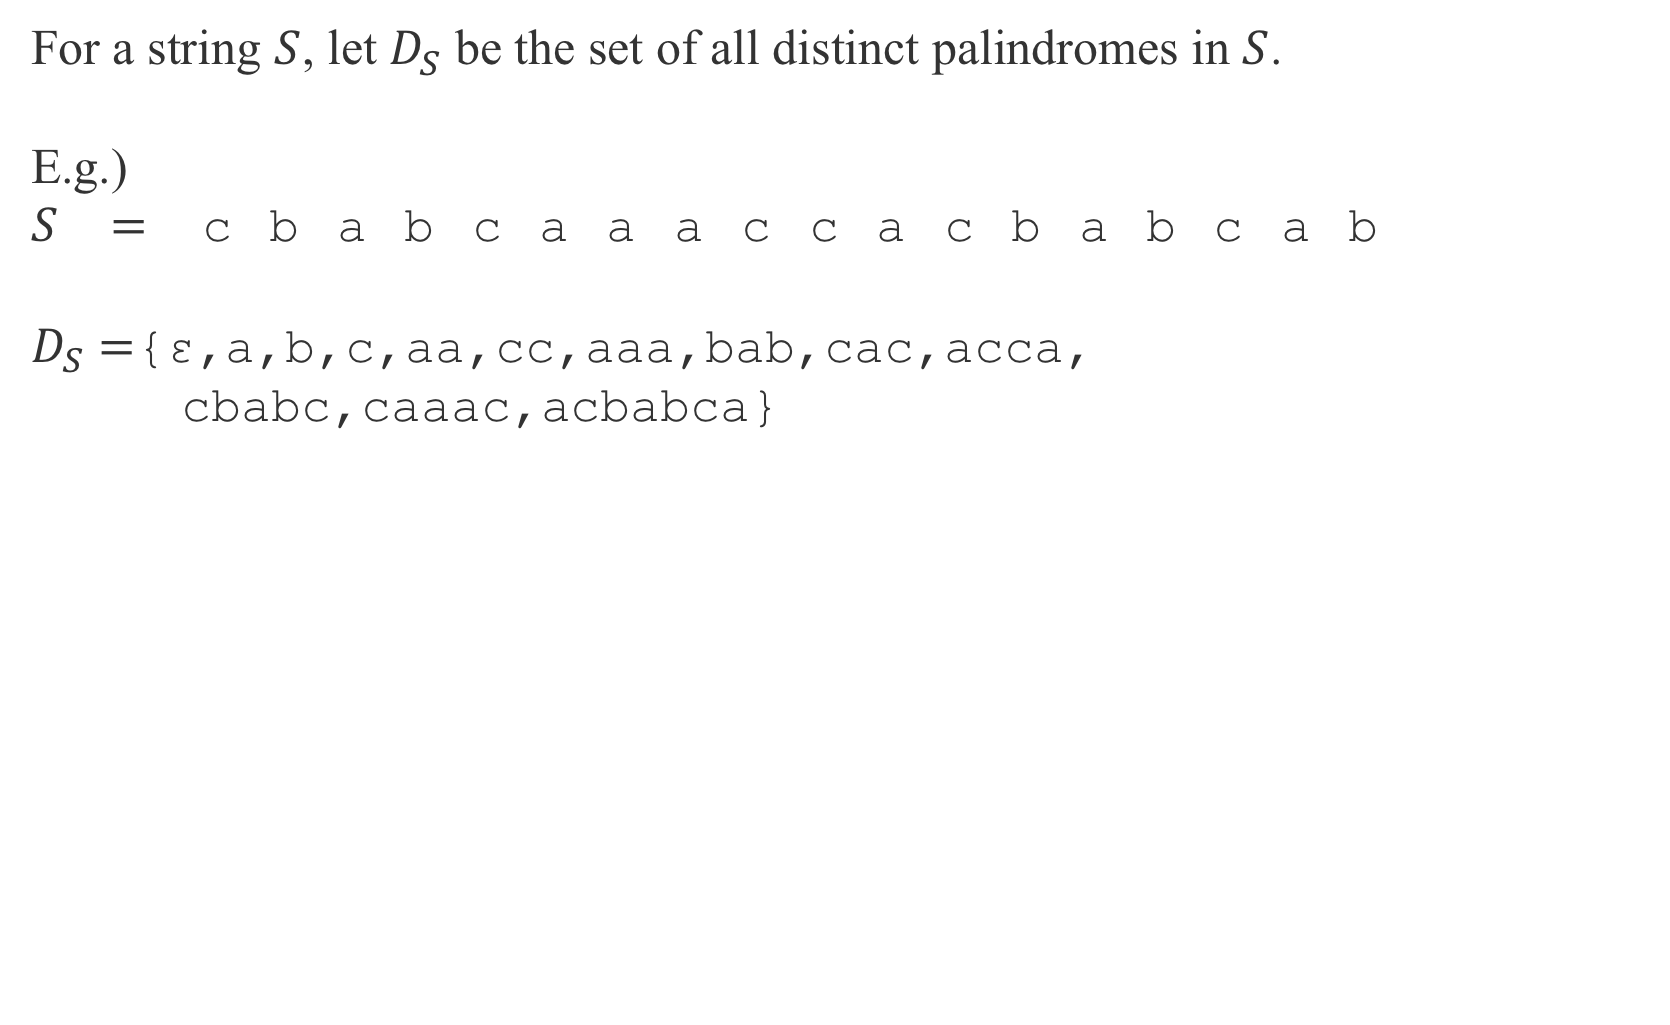 For a string S, let D_S be the set of all distinct palindromes in S.
E.g.)
S = c b a b c a a a c c a c b a b c a b
D_S ={ε,a,b,c,aa,cc,aaa,bab,cac,acca,
cbabc,caaac,acbabca}